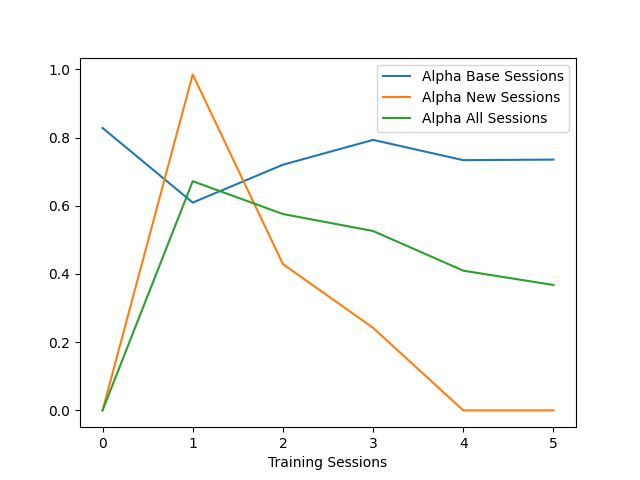 Alpha Base Sessions
Alpha New Sessions
Alpha All Sessions
1.0
0.8
0.6
0.4
0.2
0.0
0 1 2 3 4 5
Training Sessions